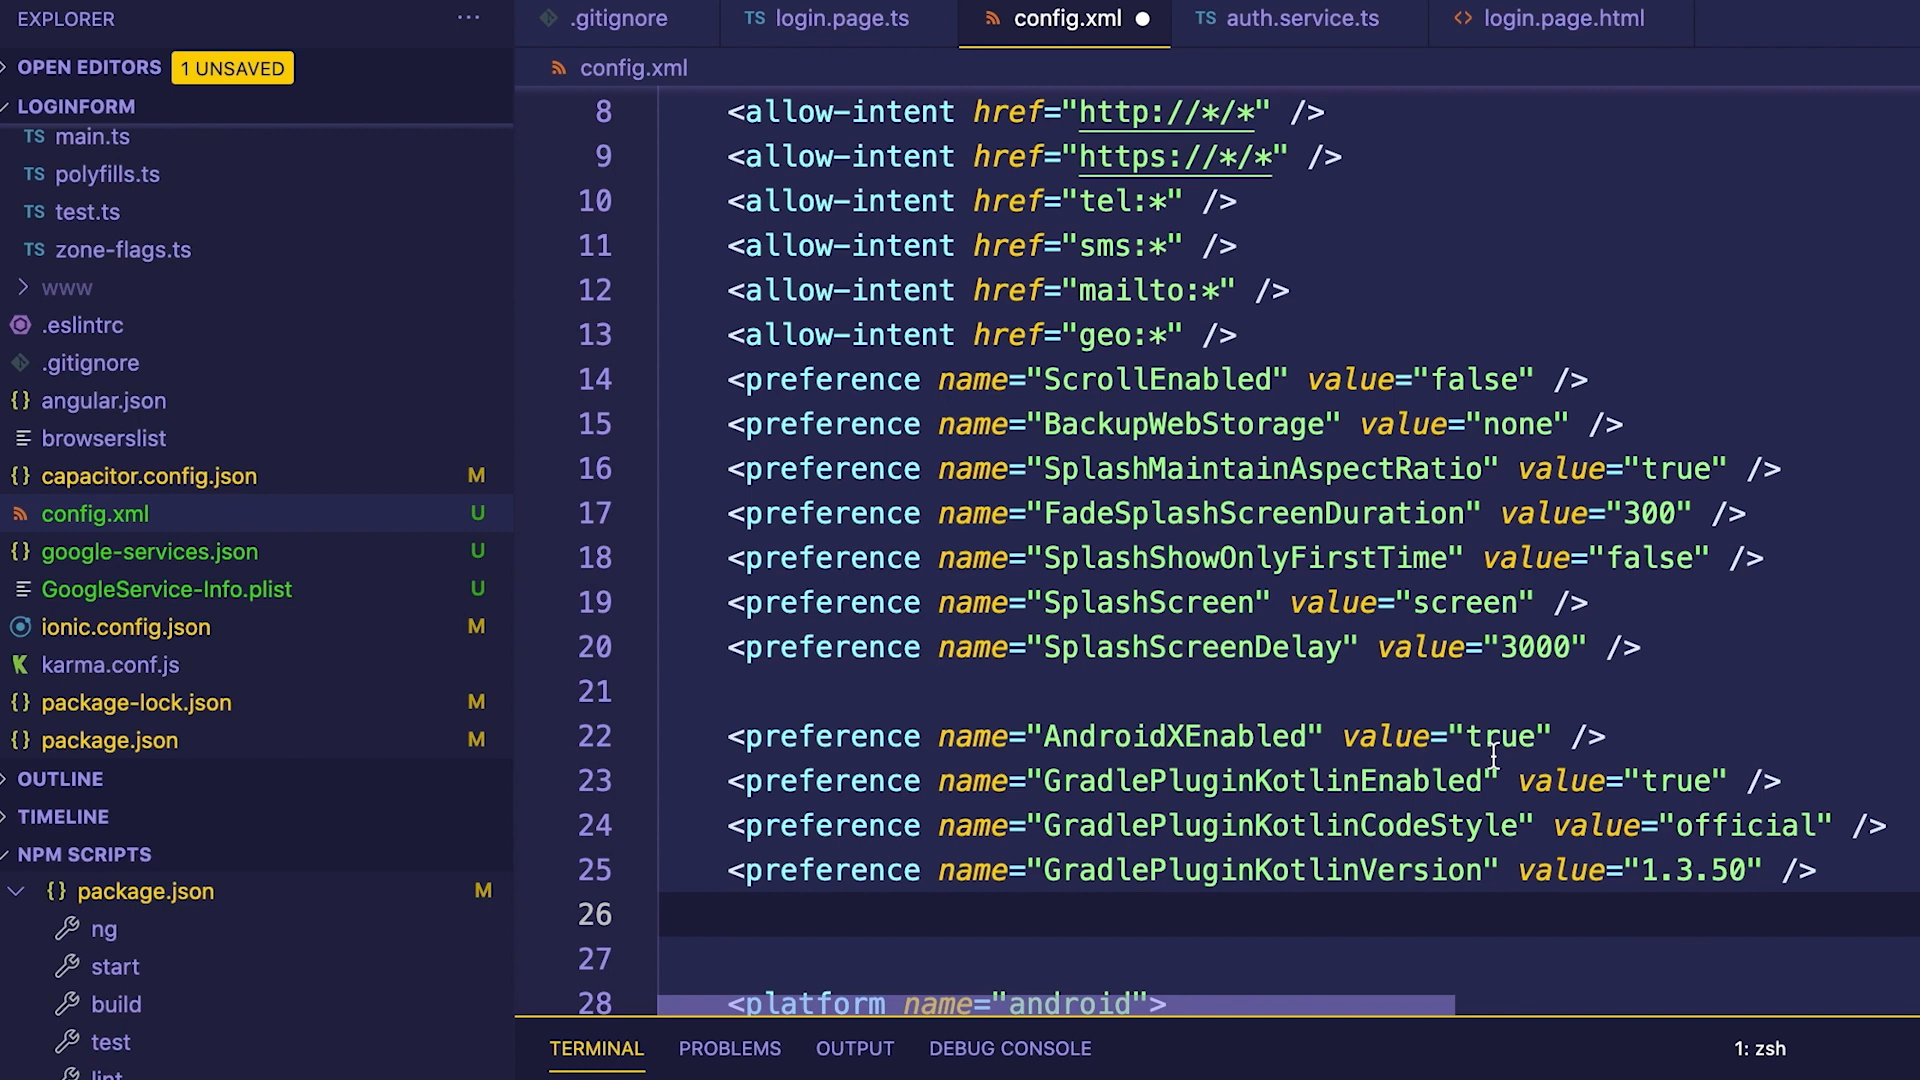 EXPLORER
OPEN EDITORS 1 UNSAVED
LOGINFORM
TS main.ts
TS polyfills.ts
TS test.ts
TS zone-flags.ts
www
.eslintrc
.gitignore
{} angular.json
browserslist
{} capacitor.config.json M
config.xml U
{} google-services.json U
GoogleService-Info.plist U
ionic.config.json M
K karma.conf.js
{} package-lock.json M
{} package.json M
OUTLINE
TIMELINE
NPM SCRIPTS
{} package.json M
ng
start
build
test
lint
.gitignore
TS login.page.ts
config.xml
TS auth.service.ts
<> login.page.html
config.xml
8 <allow-intent href="http://*/*" />
9 <allow-intent href="https://*/*" />
10 <allow-intent href="tel:*" />
11 <allow-intent href="sms:*" />
12 <allow-intent href="mailto:*" />
13 <allow-intent href="geo:*" />
14 <preference name="ScrollEnabled" value="false" />
15 <preference name="BackupWebStorage" value="none" />
16 <preference name="SplashMaintainAspectRatio" value="true" />
17 <preference name="FadeSplashScreenDuration" value="300" />
18 <preference name="SplashShowOnlyFirstTime" value="false" />
19 <preference name="SplashScreen" value="screen" />
20 <preference name="SplashScreenDelay" value="3000" />
21
22 <preference name="AndroidXEnabled" value="true" />
23 <preference name="GradlePluginKotlinEnabled" value="true" />
24 <preference name="GradlePluginKotlinCodeStyle" value="official" />
25 <preference name="GradlePluginKotlinVersion" value="1.3.50" />
26
27
28 <platform name="android">
TERMINAL PROBLEMS OUTPUT DEBUG CONSOLE 1: zsh